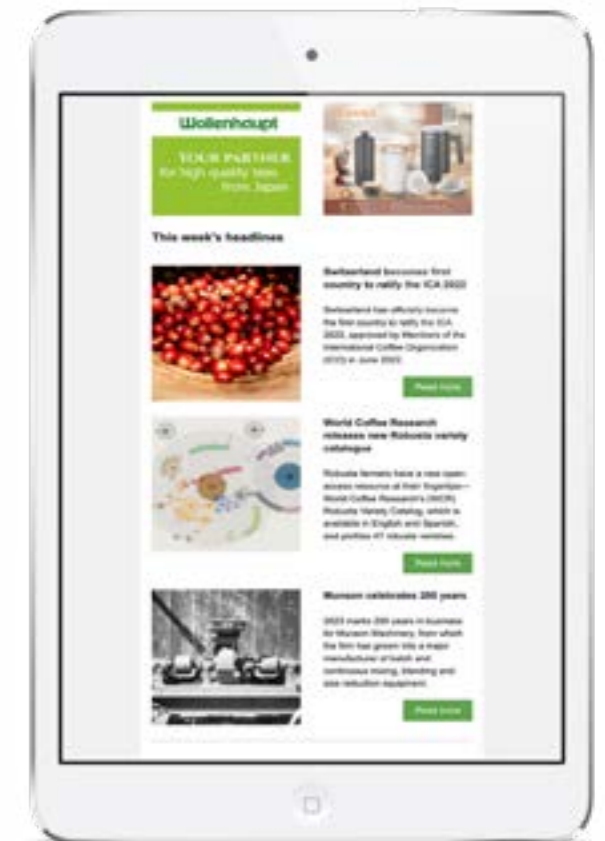 Wollenhaupt
YOUR PARTNER
for high quality teas
from Japan
This week's headlines
Switzerland becomes first
country to ratify the ICA 2022
Switzerland has officially become
the first country to ratify the ICA
2022, approved by Members of the
International Coffee Organization
(ICO) in June 2022.
Read more
World Coffee Research
releases new Robusta variety
catalogue
Robusta farmers have a new open-
access resource at their fingertips—
World Coffee Research's (WCR)
Robusta Variety Catalog, which is
available in English and Spanish,
and profiles 47 robusta varieties.
Read more
Munson celebrates 200 years
2023 marks 200 years in business
for Munson Machinery, from which
the firm has grown into a major
manufacturer of batch and
continuous mixing, blending and
size reduction equipment.
Read more